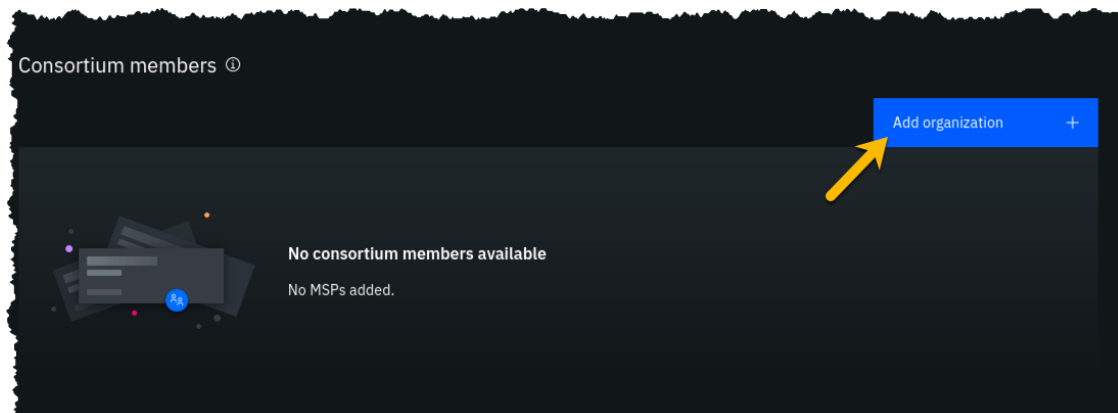 Consortium members
Add organization
No consortium members available
No MSPs added.